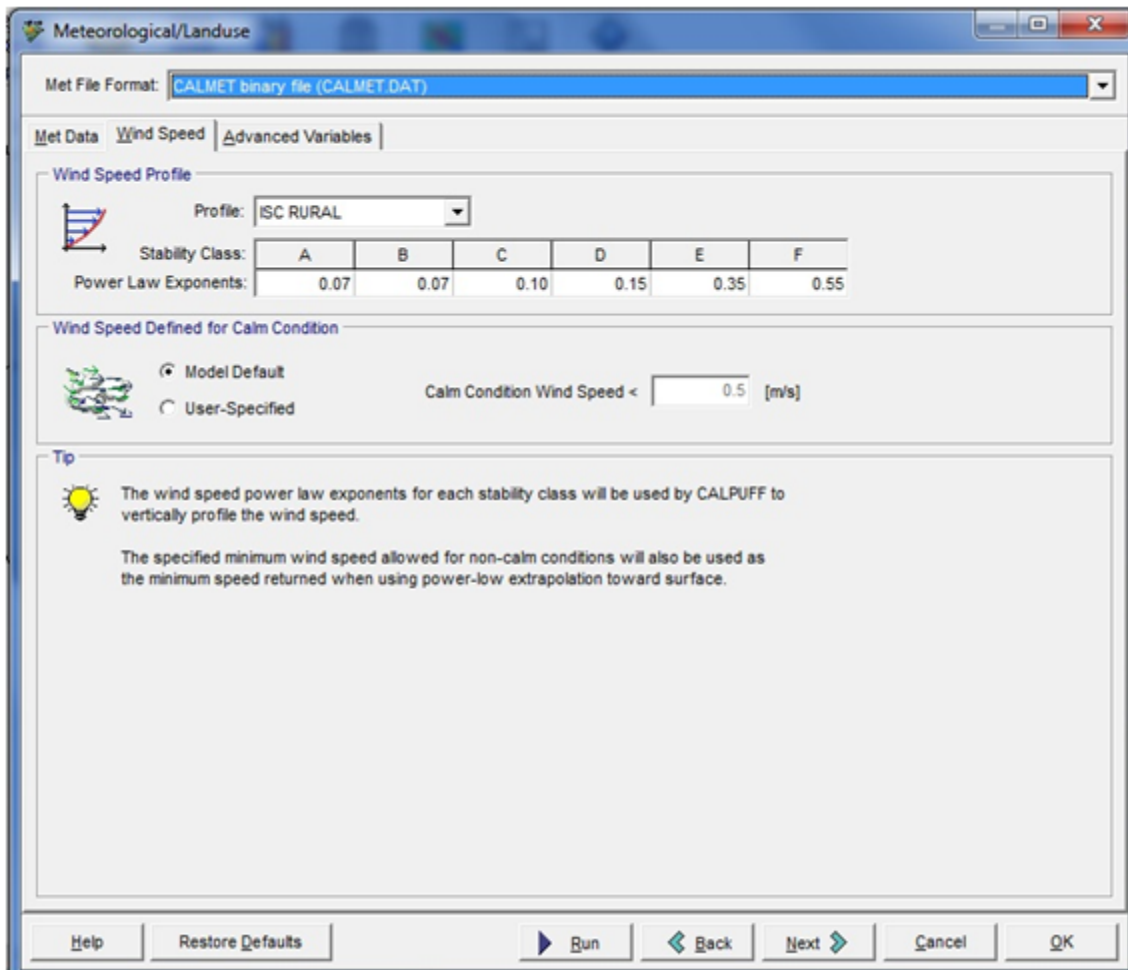 Meteorological/Landuse
Met File Format: CALMET binary file (CALMET.DAT)
Met Data Wind Speed Advanced Variables
Wind Speed Profile
Profile: ISC RURAL
Stability Class: A B C D E F
Power Law Exponents: 0.07 0.07 0.10 0.15 0.35 0.55
Wind Speed Defined for Calm Condition
Model Default
Calm Condition Wind Speed < 0.5 [m/s]
User-Specified
Tip
The wind speed power law exponents for each stability class will be used by CALPUFF to
vertically profile the wind speed.
The specified minimum wind speed allowed for non-calm conditions will also be used as
the minimum speed returned when using power-low extrapolation toward surface.
Help Restore Defaults Run Back Next Cancel OK